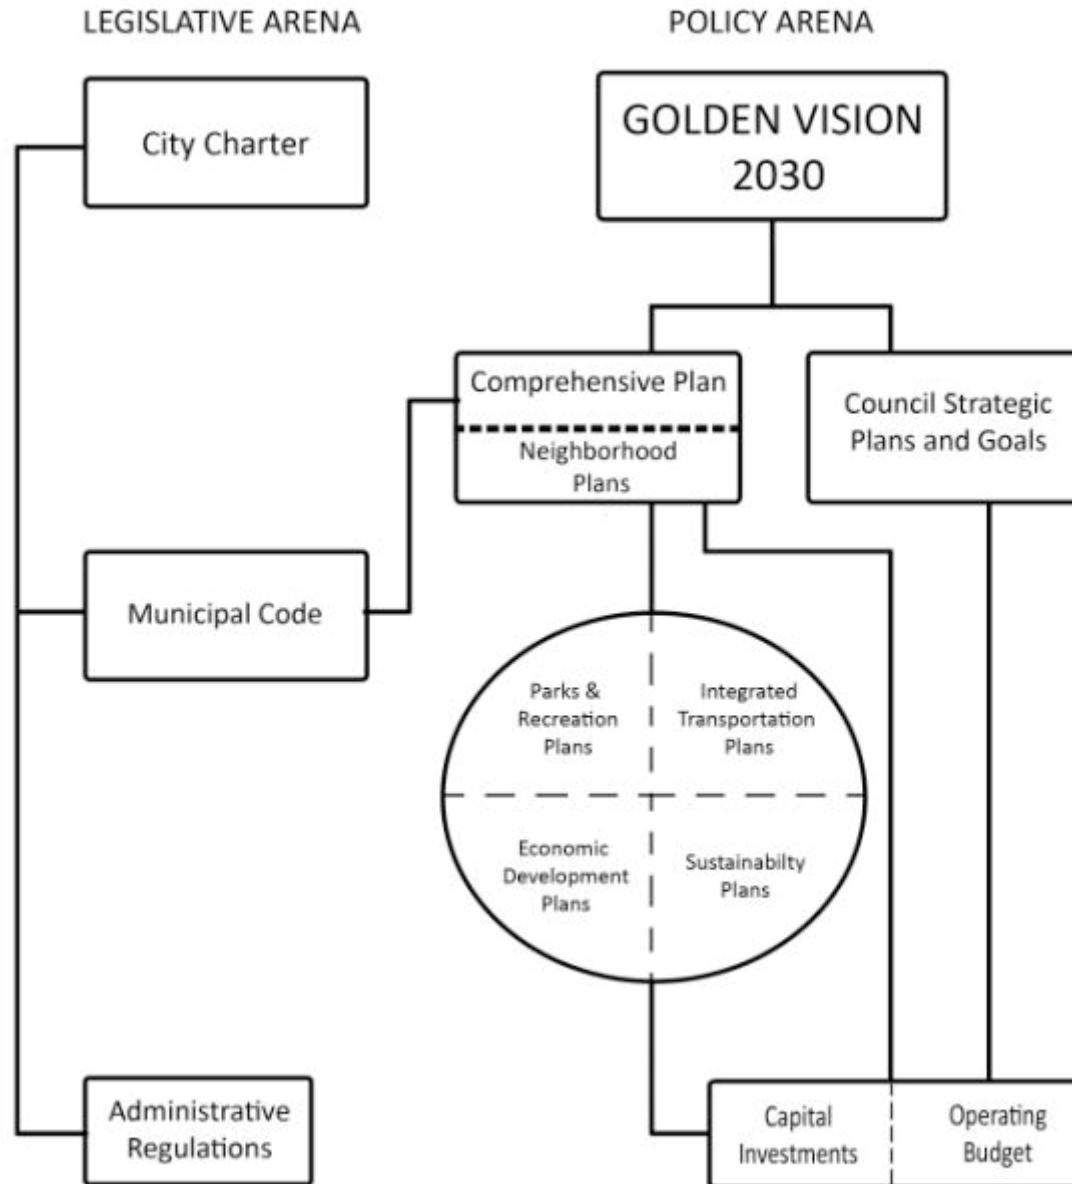 LEGISLATIVE ARENA
POLICY ARENA
City Charter
GOLDEN VISION
2030
Comprehensive Plan
Neighborhood
Plans
Council Strategic
Plans and Goals
Municipal Code
Parks &
Recreation
Plans
Integrated
Transportation
Plans
Economic
Development
Plans
Sustainabilty
Plans
Administrative
Regulations
Capital
Investments
Operating
Budget